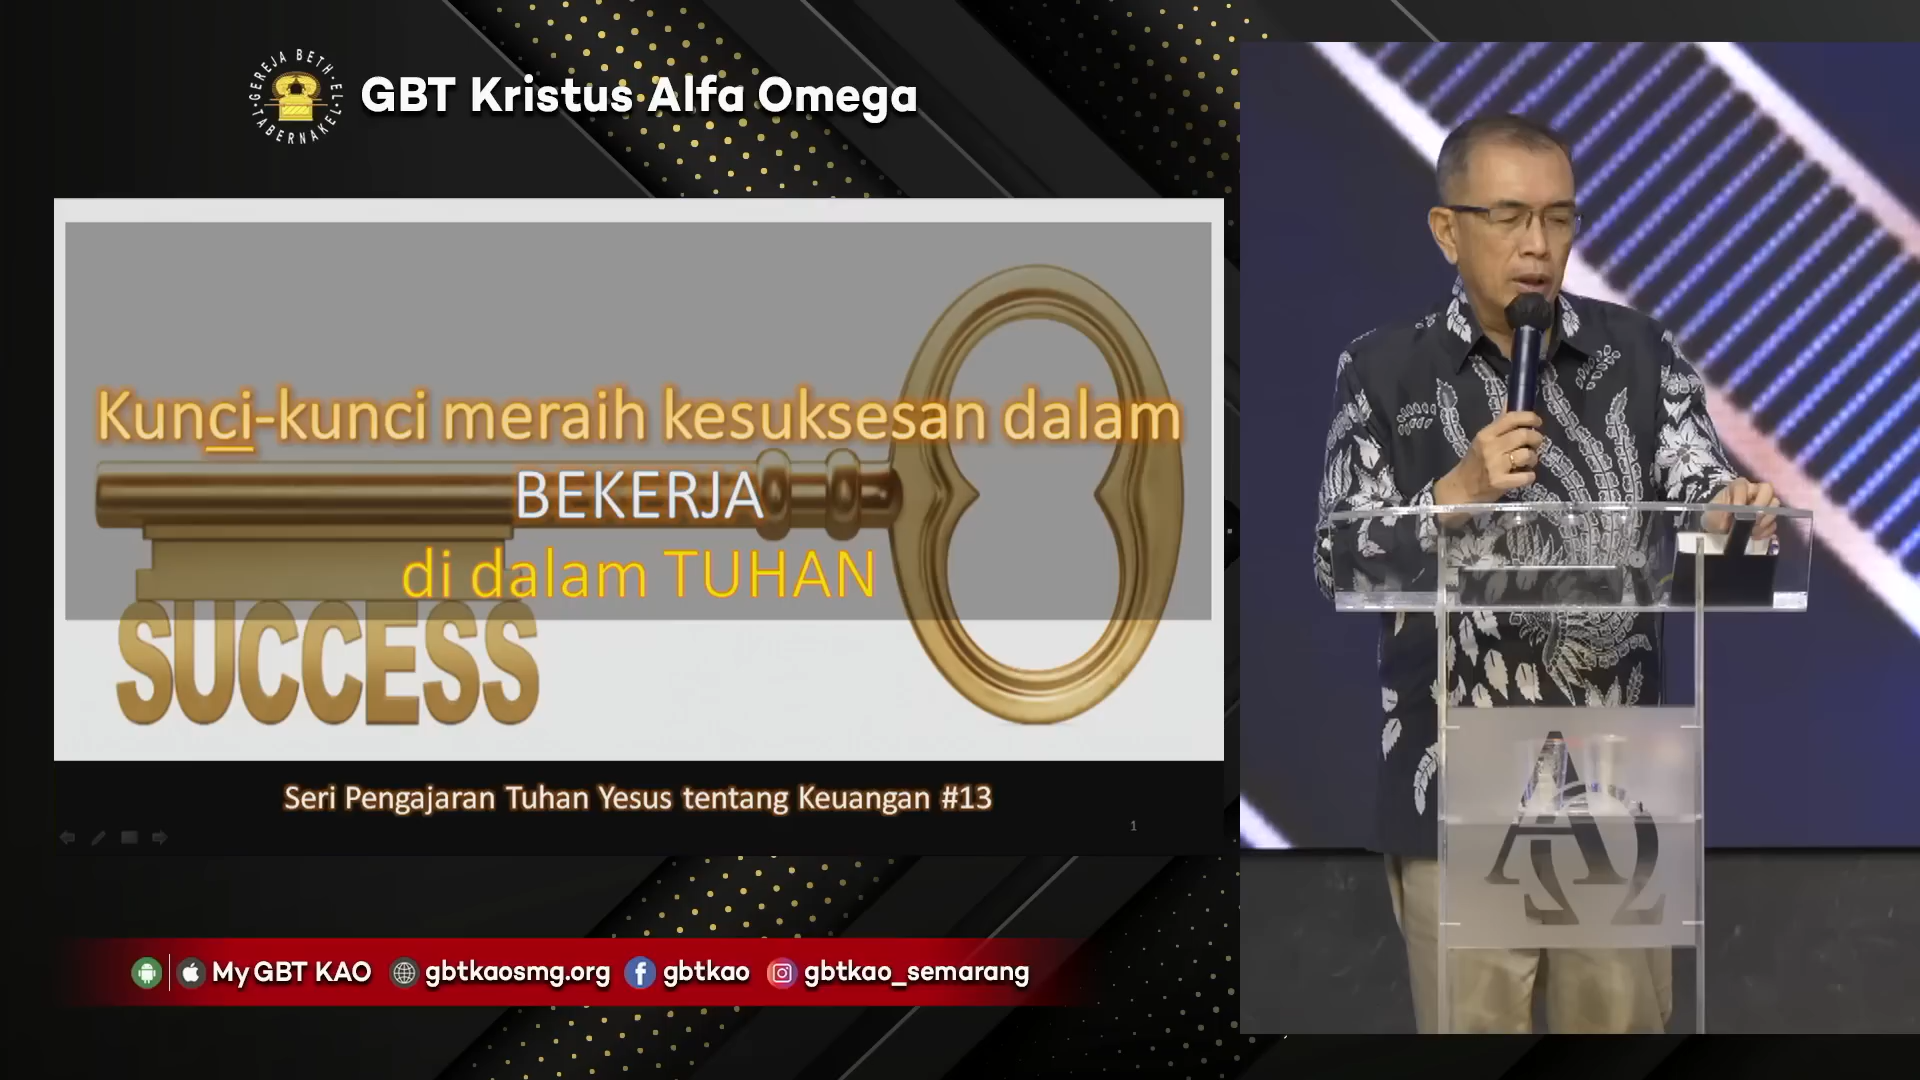 GEREJA BETH-EL TABERNAKEL
GBT Kristus Alfa Omega
Kunci-kunci meraih kesuksesan dalam
BEKERJA
di dalam TUHAN
SUCCESS
Seri Pengajaran Tuhan Yesus tentang Keuangan #13
1
My GBT KAO gbtkaosmg.org gbtkao gbtkao_semarang
ΑΩ